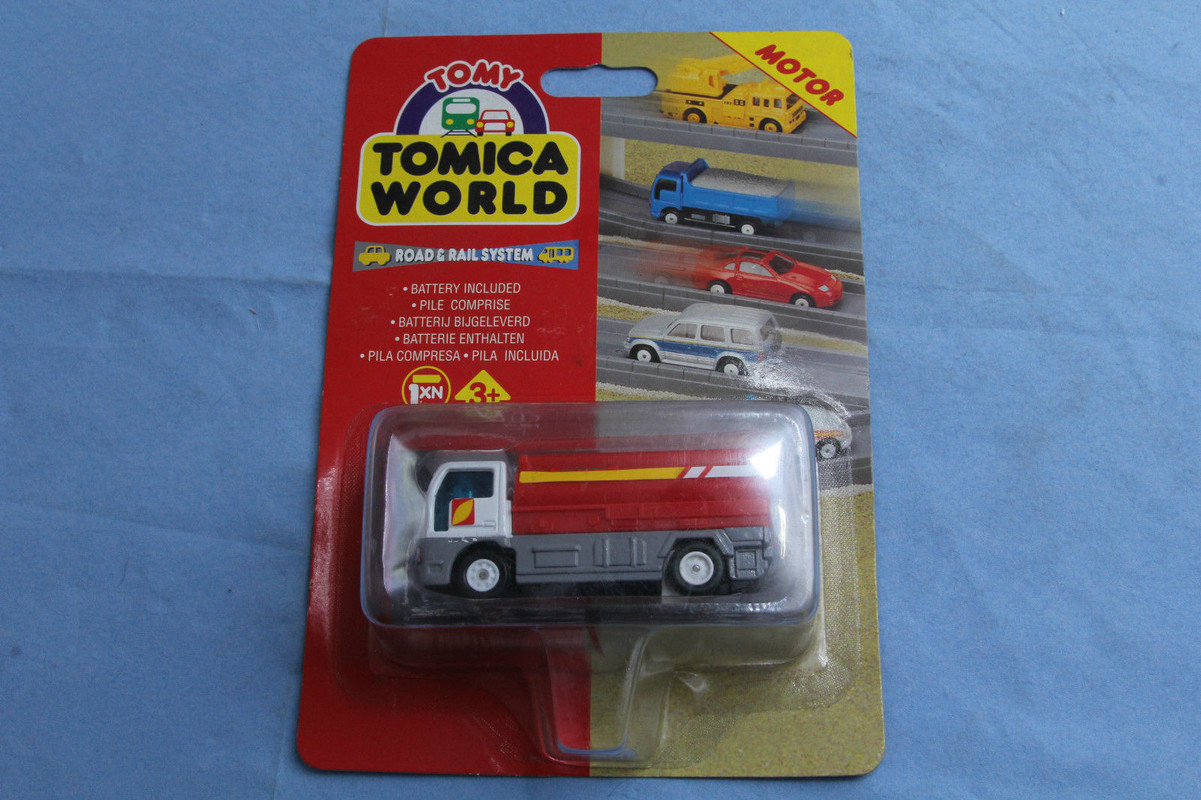 TOMY
TOMICA
WORLD
ROAD & RAIL SYSTEM
• BATTERY INCLUDED
• PILE COMPRISE
• BATTERIJ BIJGELEVERD
• BATTERIE ENTHALTEN
• PILA COMPRESA • PILA INCLUIDA
1XN
3+
MOTOR